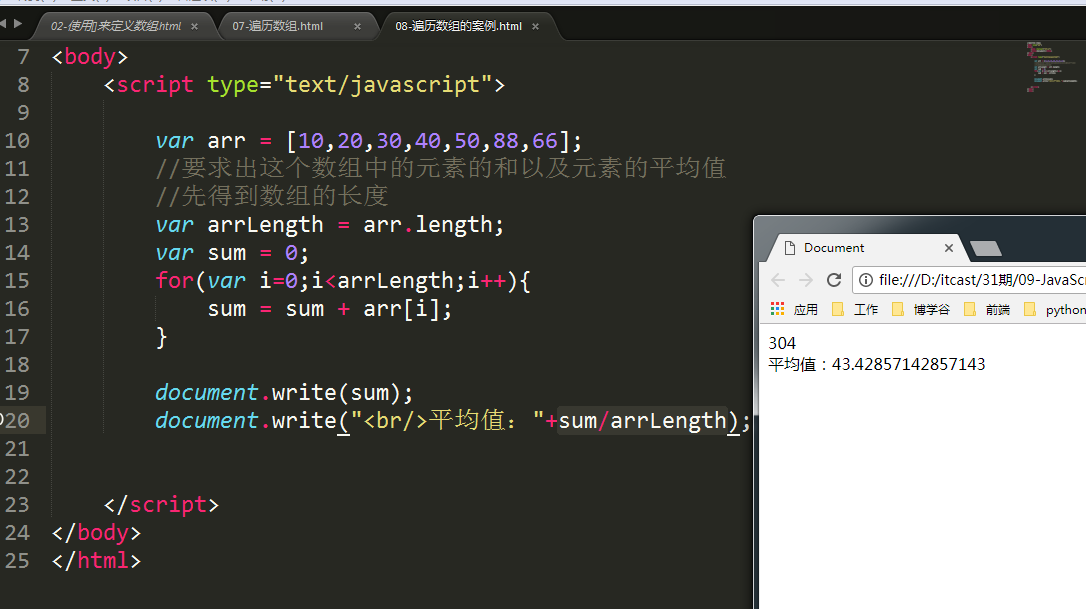 02-使用[]来定义数组.html × 07-遍历数组.html × 08-遍历数组的案例.html ×
7 <body>
8 <script type="text/javascript">
9
10 var arr = [10,20,30,40,50,88,66];
11 //要求出这个数组中的元素的和以及元素的平均值
12 //先得到数组的长度
13 var arrLength = arr.length;
14 var sum = 0;
15 for(var i=0;i<arrLength;i++){
16 sum = sum + arr[i];
17 }
18
19 document.write(sum);
20 document.write("<br/>平均值："+sum/arrLength);
21
22
23 </script>
24 </body>
25 </html>
Document ×
file:///D:/itcast/31期/09-JavaScr
应用 工作 博学谷 前端 python
304
平均值：43.42857142857143